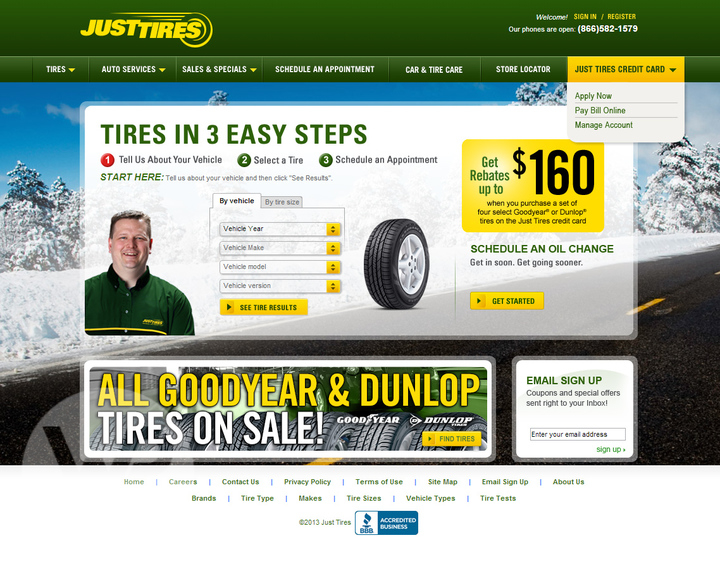 JUSTTIRES
Welcome! SIGN IN / REGISTER
Our phones are open: (866)582-1579
TIRES
AUTO SERVICES
SALES & SPECIALS
SCHEDULE AN APPOINTMENT
CAR & TIRE CARE
STORE LOCATOR
JUST TIRES CREDIT CARD
Apply Now
Pay Bill Online
Manage Account
TIRES IN 3 EASY STEPS
1 Tell Us About Your Vehicle 2 Select a Tire 3 Schedule an Appointment
START HERE: Tell us about your vehicle and then click "See Results".
By vehicle By tire size
Vehicle Year
Vehicle Make
Vehicle model
Vehicle version
SEE TIRE RESULTS
Get
Rebates
up to
$160
when you purchase a set of
four select Goodyear® or Dunlop®
tires on the Just Tires credit card
SCHEDULE AN OIL CHANGE
Get in soon. Get going sooner.
GET STARTED
ALL GOODYEAR & DUNLOP
TIRES ON SALE!
GOODYEAR DUNLOP
TIRES
FIND TIRES
EMAIL SIGN UP
Coupons and special offers
sent right to your Inbox!
Enter your email address
sign up ›
Home | Careers | Contact Us | Privacy Policy | Terms of Use | Site Map | Email Sign Up | About Us
Brands | Tire Type | Makes | Tire Sizes | Vehicle Types | Tire Tests
©2013 Just Tires
BBB
ACCREDITED
BUSINESS